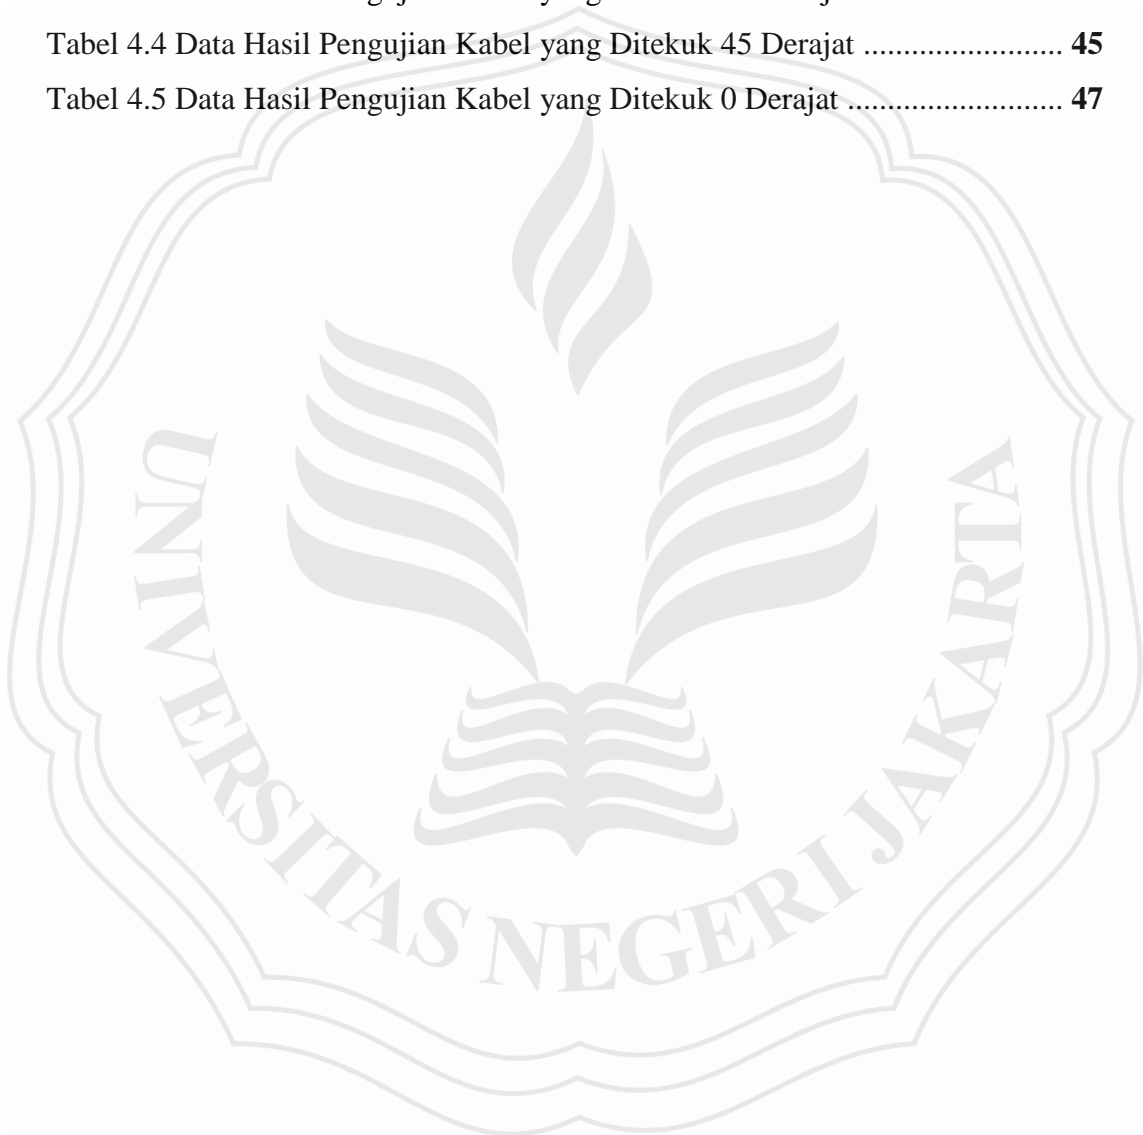 Tabel 4.4 Data Hasil Pengujian Kabel yang Ditekuk 45 Derajat ......................... 45
Tabel 4.5 Data Hasil Pengujian Kabel yang Ditekuk 0 Derajat ........................... 47
UNIVERSITAS NEGERI JAKARTA